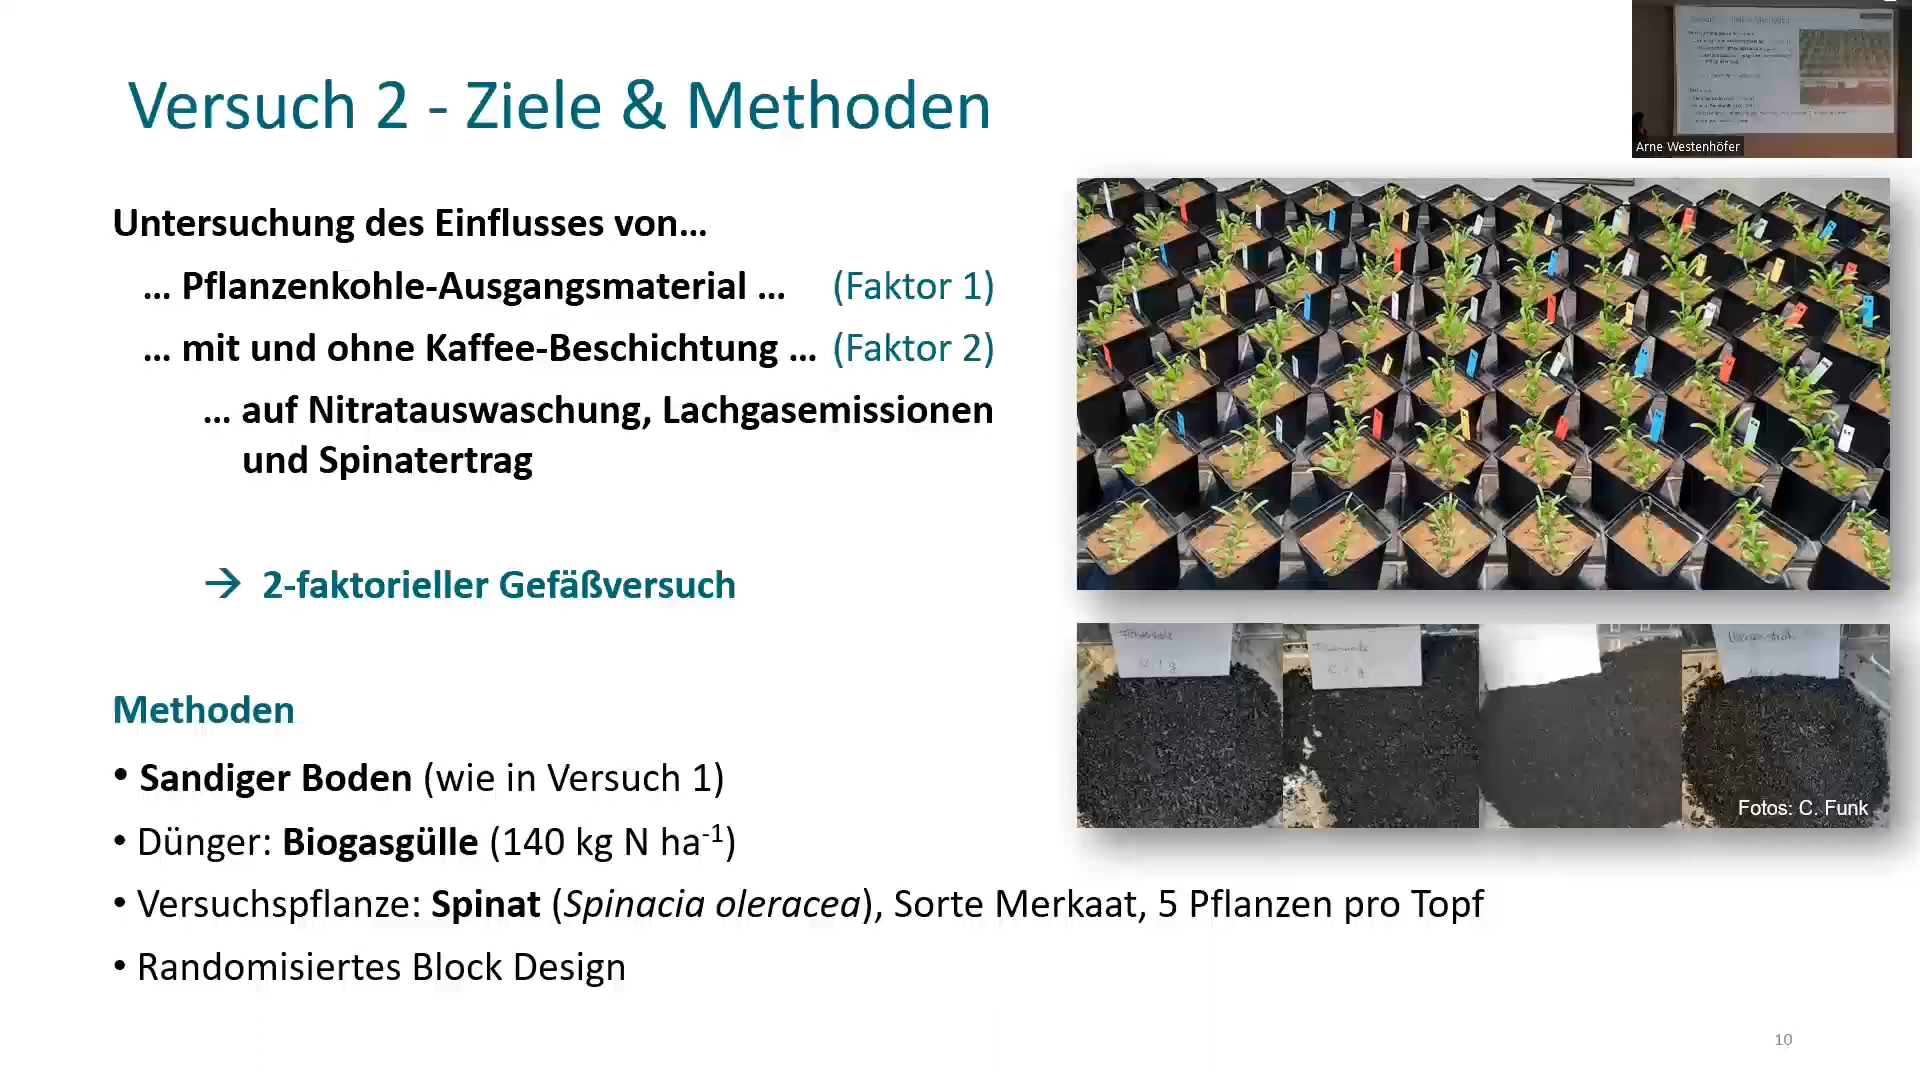 Versuch 2 - Ziele & Methoden
Arne Westenhöfer
Untersuchung des Einflusses von...
... Pflanzenkohle-Ausgangsmaterial ... (Faktor 1)
... mit und ohne Kaffee-Beschichtung ... (Faktor 2)
... auf Nitratauswaschung, Lachgasemissionen
und Spinatertrag
→ 2-faktorieller Gefäßversuch
Fotos: C. Funk
Methoden
• Sandiger Boden (wie in Versuch 1)
• Dünger: Biogasgülle (140 kg N ha⁻¹)
• Versuchspflanze: Spinat (Spinacia oleracea), Sorte Merkaat, 5 Pflanzen pro Topf
• Randomisiertes Block Design
10